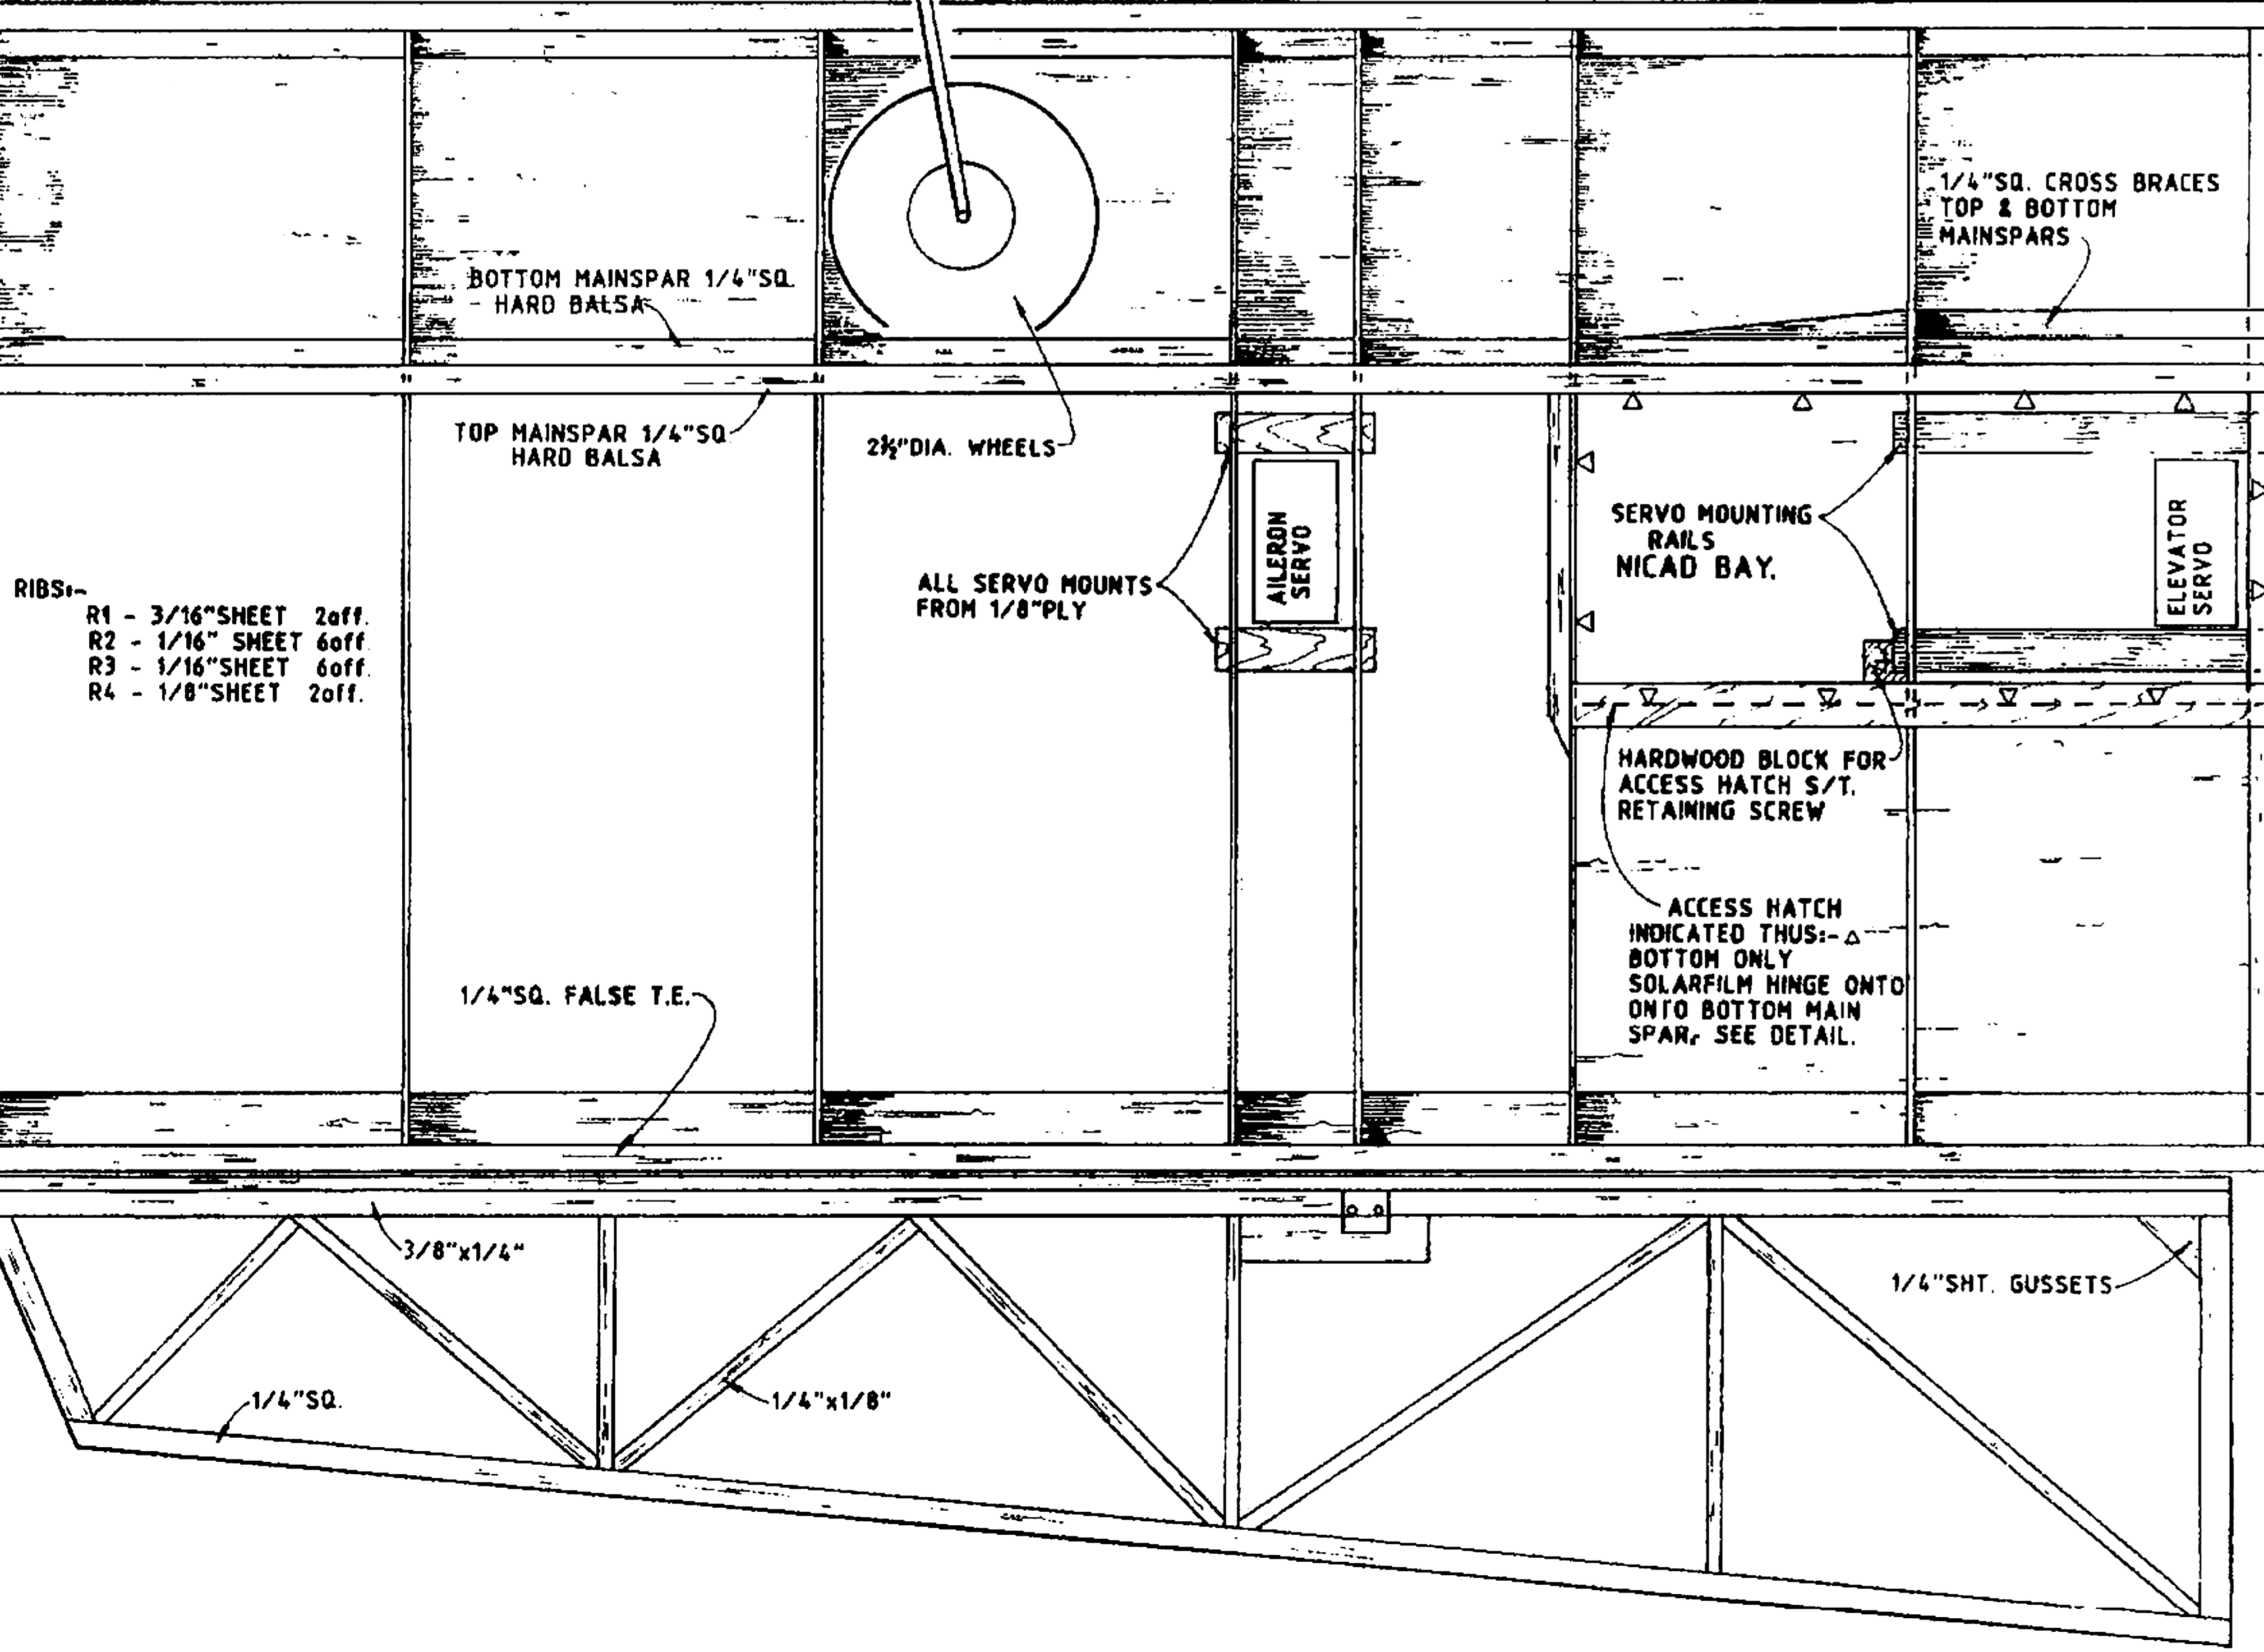 1/4"SQ. CROSS BRACES
TOP & BOTTOM
MAINSPARS
BOTTOM MAINSPAR 1/4"SQ.
- HARD BALSA
TOP MAINSPAR 1/4"SQ
HARD BALSA
2½"DIA. WHEELS
ALL SERVO MOUNTS
FROM 1/8"PLY
AILERON
SERVO
SERVO MOUNTING
RAILS
NICAD BAY.
ELEVATOR
SERVO
RIBS:-
R1 - 3/16"SHEET 2off.
R2 - 1/16" SHEET 6off.
R3 - 1/16"SHEET 6off.
R4 - 1/8"SHEET 2off.
HARDWOOD BLOCK FOR
ACCESS HATCH S/T.
RETAINING SCREW
ACCESS HATCH
INDICATED THUS:- △
BOTTOM ONLY
SOLARFILM HINGE ONTO
ONTO BOTTOM MAIN
SPAR, SEE DETAIL.
1/4"SQ. FALSE T.E.
3/8"x1/4"
1/4"SHT. GUSSETS
1/4"SQ.
1/4"x1/8"